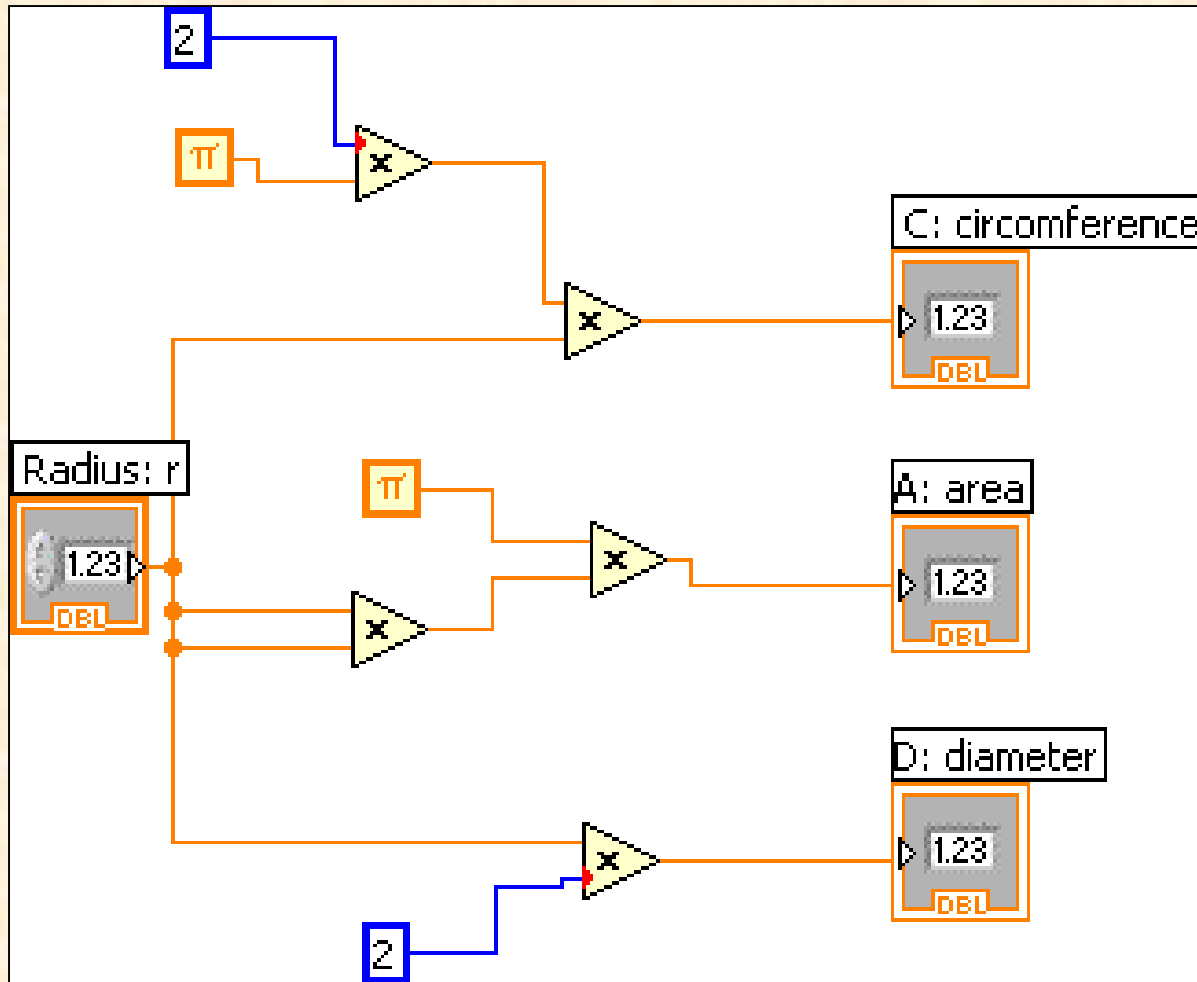 2
π
×
C: circomference
×
1.23
DBL
Radius: r
π
A: area
1.23
×
1.23
DBL
×
DBL
D: diameter
×
1.23
DBL
2